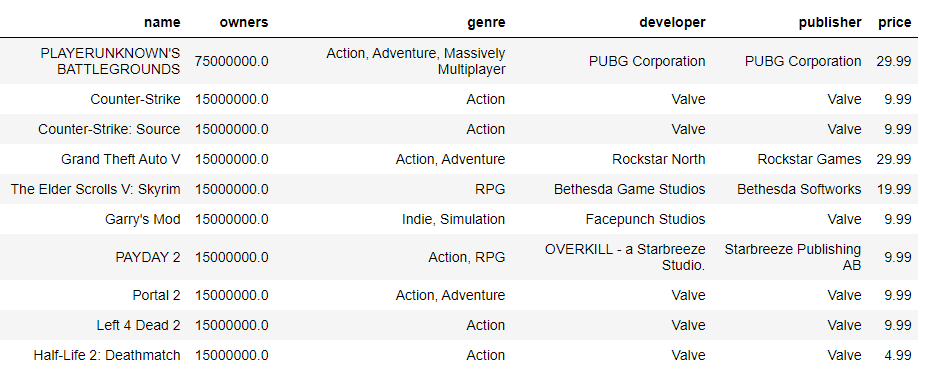 name owners genre developer publisher price
PLAYERUNKNOWN'S BATTLEGROUNDS 75000000.0 Action, Adventure, Massively Multiplayer PUBG Corporation PUBG Corporation 29.99
Counter-Strike 15000000.0 Action Valve Valve 9.99
Counter-Strike: Source 15000000.0 Action Valve Valve 9.99
Grand Theft Auto V 15000000.0 Action, Adventure Rockstar North Rockstar Games 29.99
The Elder Scrolls V: Skyrim 15000000.0 RPG Bethesda Game Studios Bethesda Softworks 19.99
Garry's Mod 15000000.0 Indie, Simulation Facepunch Studios Valve 9.99
PAYDAY 2 15000000.0 Action, RPG OVERKILL - a Starbreeze Studio. Starbreeze Publishing AB 9.99
Portal 2 15000000.0 Action, Adventure Valve Valve 9.99
Left 4 Dead 2 15000000.0 Action Valve Valve 9.99
Half-Life 2: Deathmatch 15000000.0 Action Valve Valve 4.99